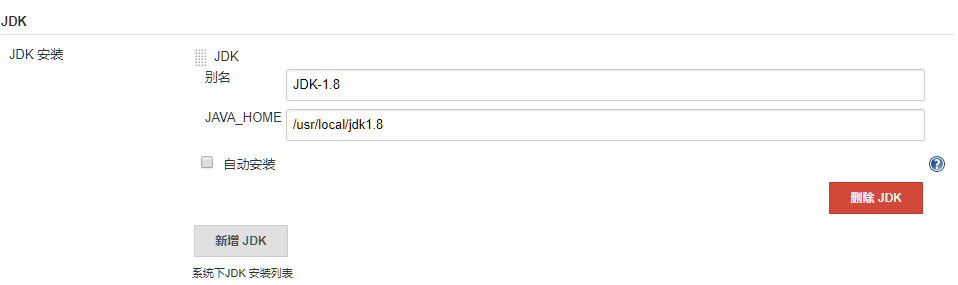 JDK
JDK 安装
JDK
别名
JDK-1.8
JAVA_HOME
/usr/local/jdk1.8
自动安装
?
删除 JDK
新增 JDK
系统下JDK 安装列表